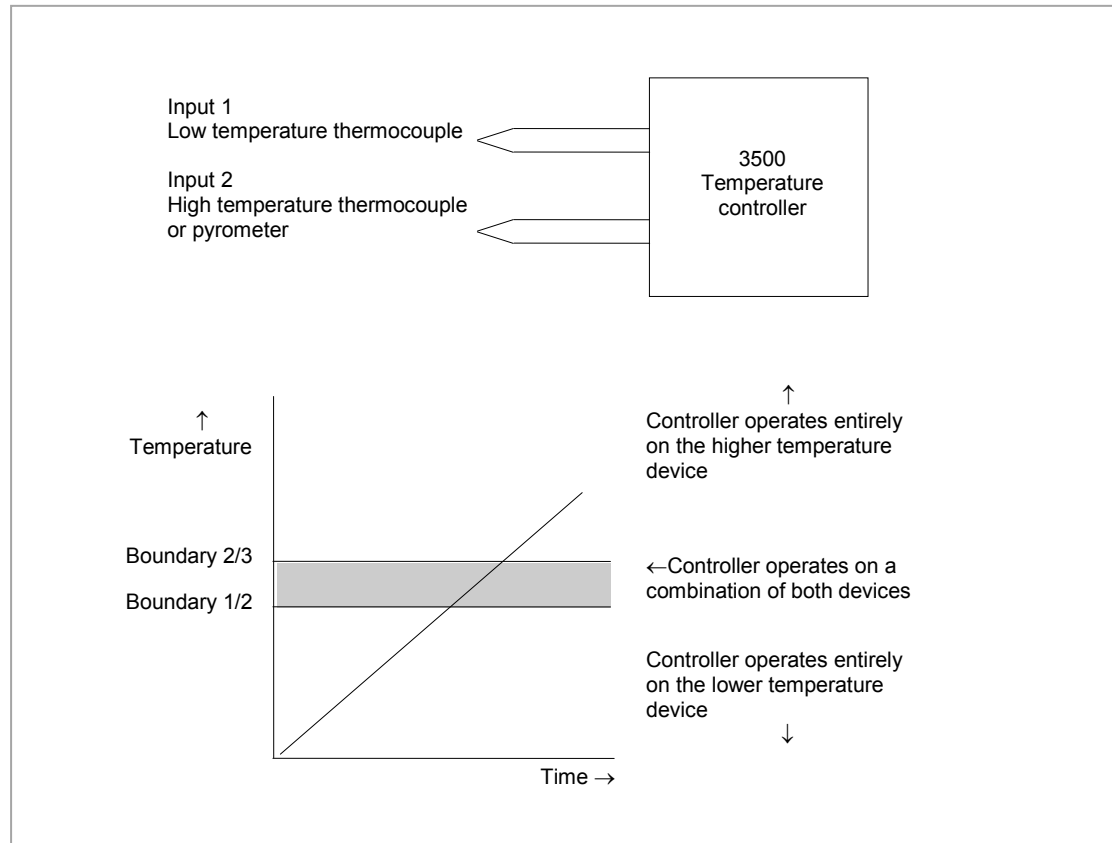 Input 1
Low temperature thermocouple
Input 2
High temperature thermocouple
or pyrometer
3500
Temperature
controller
↑
Temperature
Boundary 2/3
Boundary 1/2
Time →
↑
Controller operates entirely
on the higher temperature
device
←Controller operates on a
combination of both devices
Controller operates entirely
on the lower temperature
device
↓